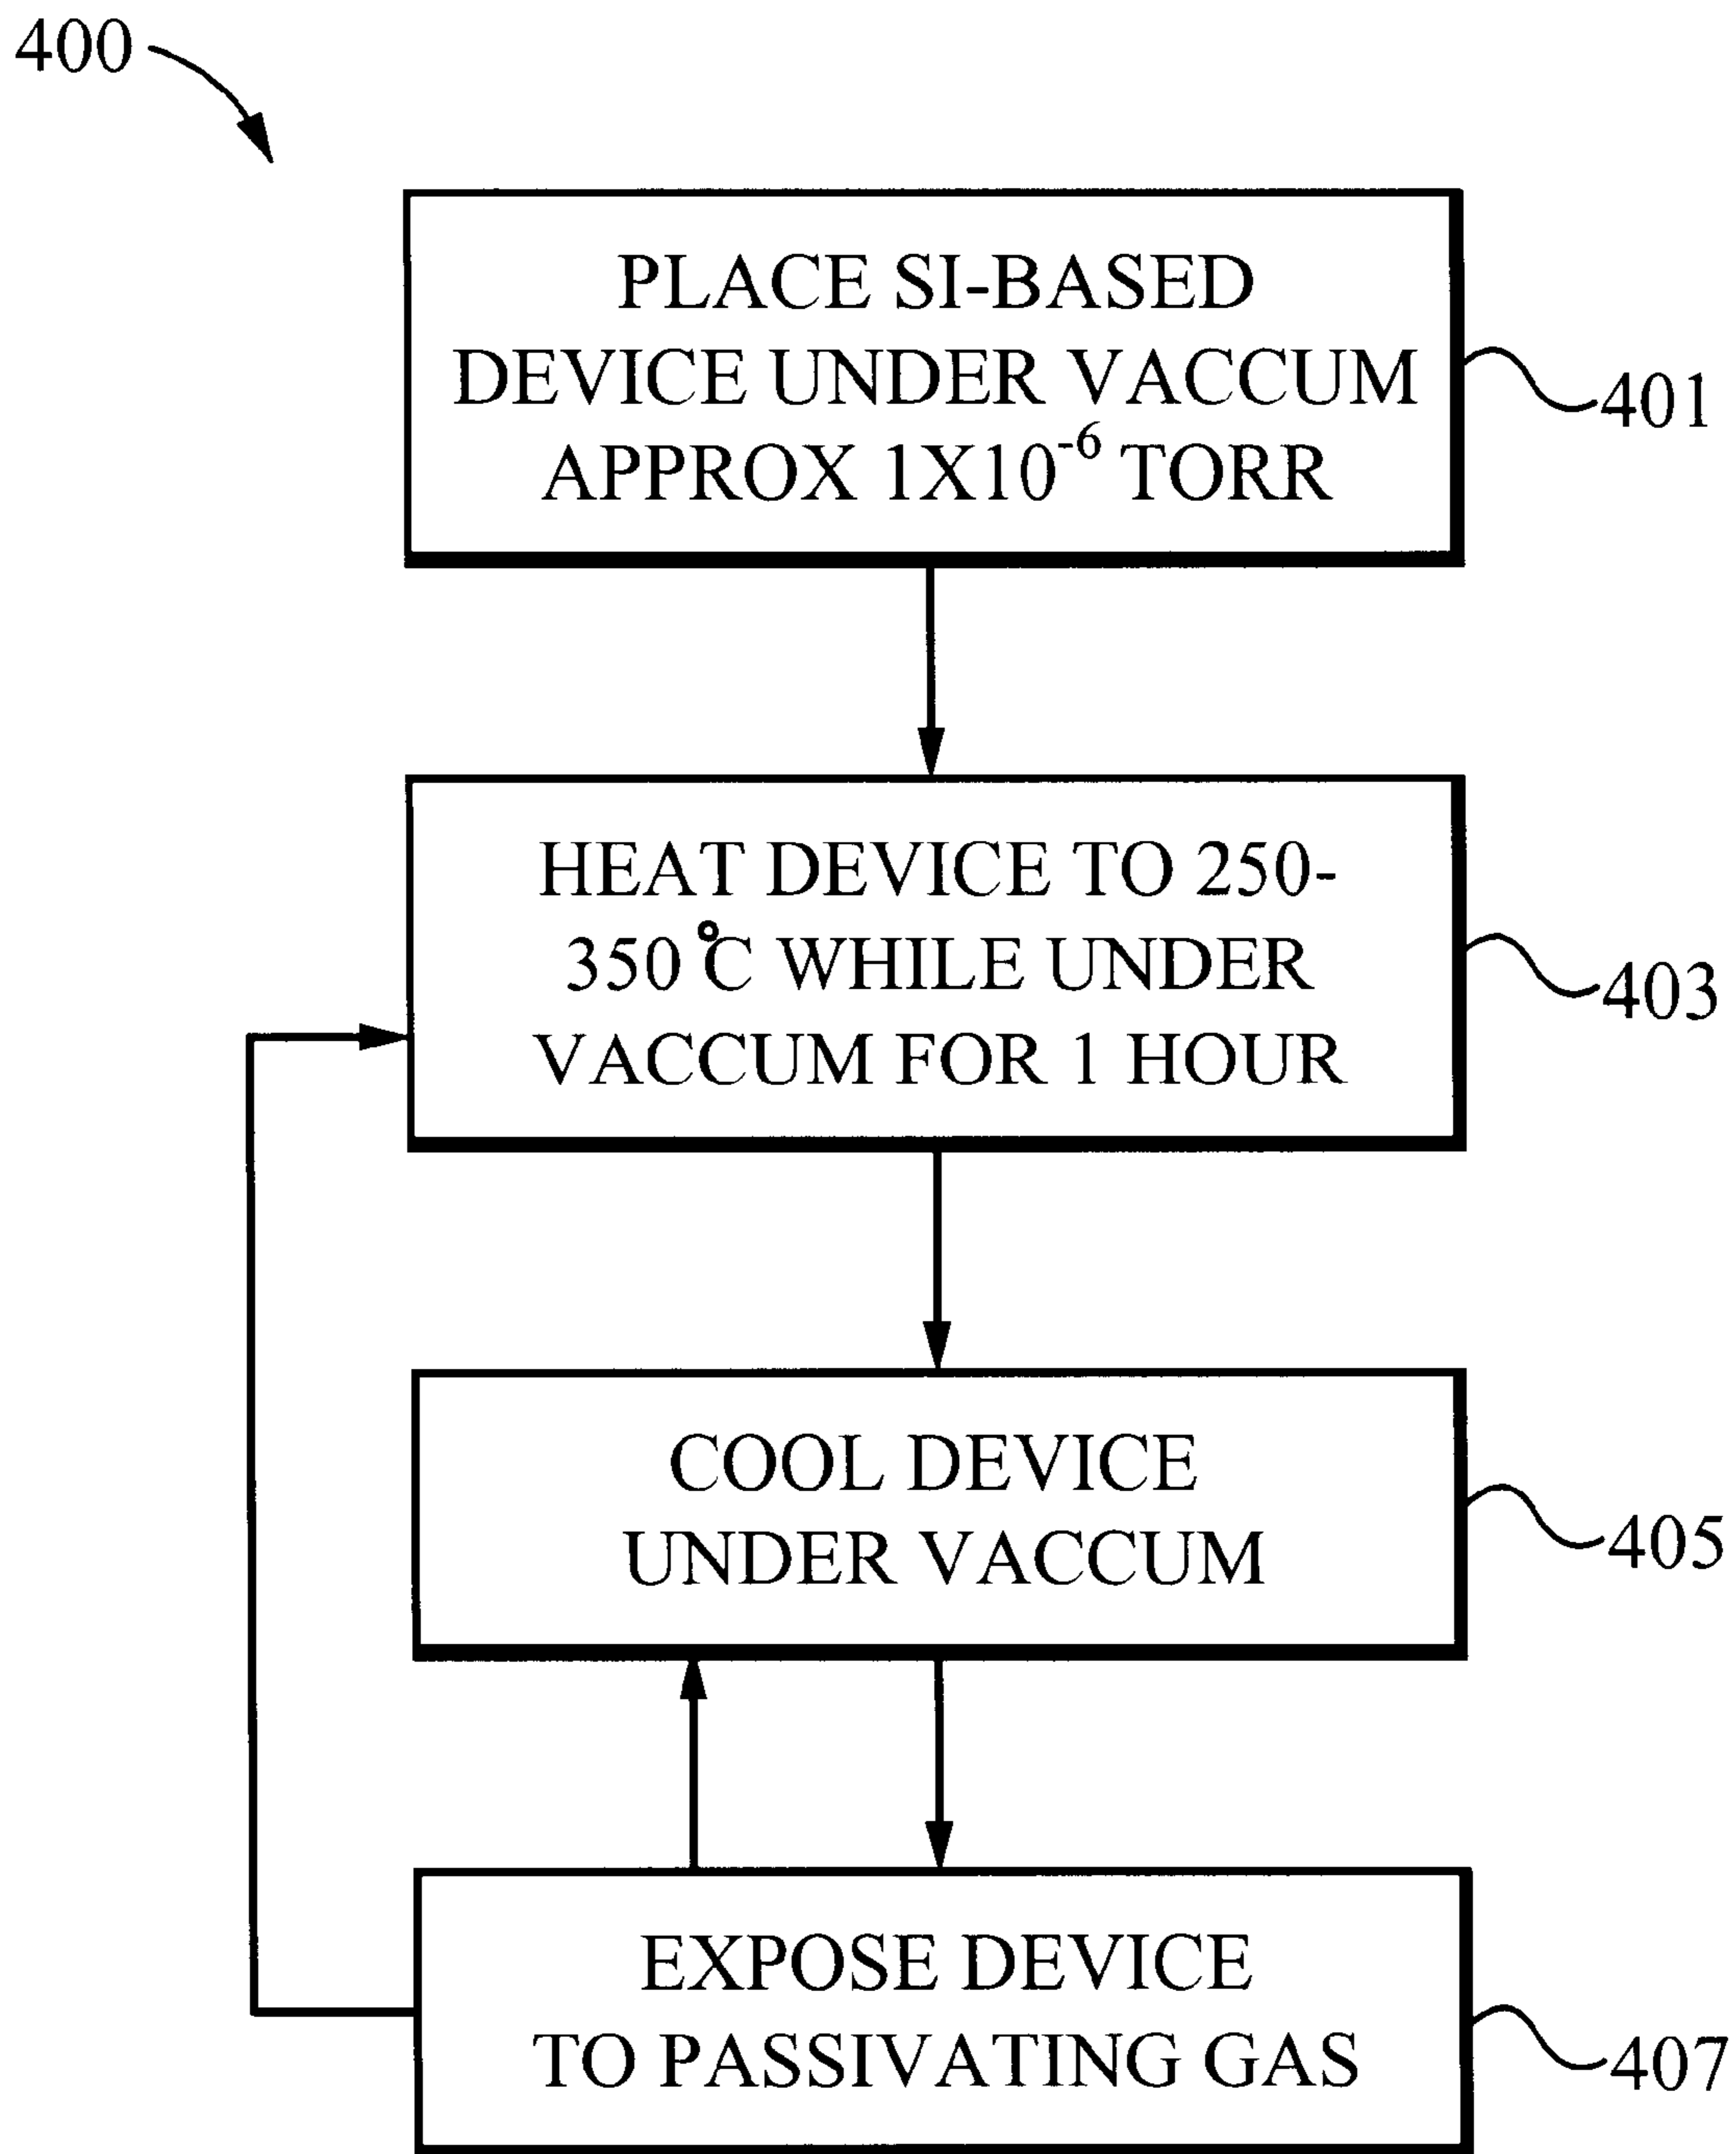 400
PLACE SI-BASED
DEVICE UNDER VACCUM
APPROX 1X10⁻⁶ TORR
401
HEAT DEVICE TO 250-
350°C WHILE UNDER
VACCUM FOR 1 HOUR
403
COOL DEVICE
UNDER VACCUM
405
EXPOSE DEVICE
TO PASSIVATING GAS
407